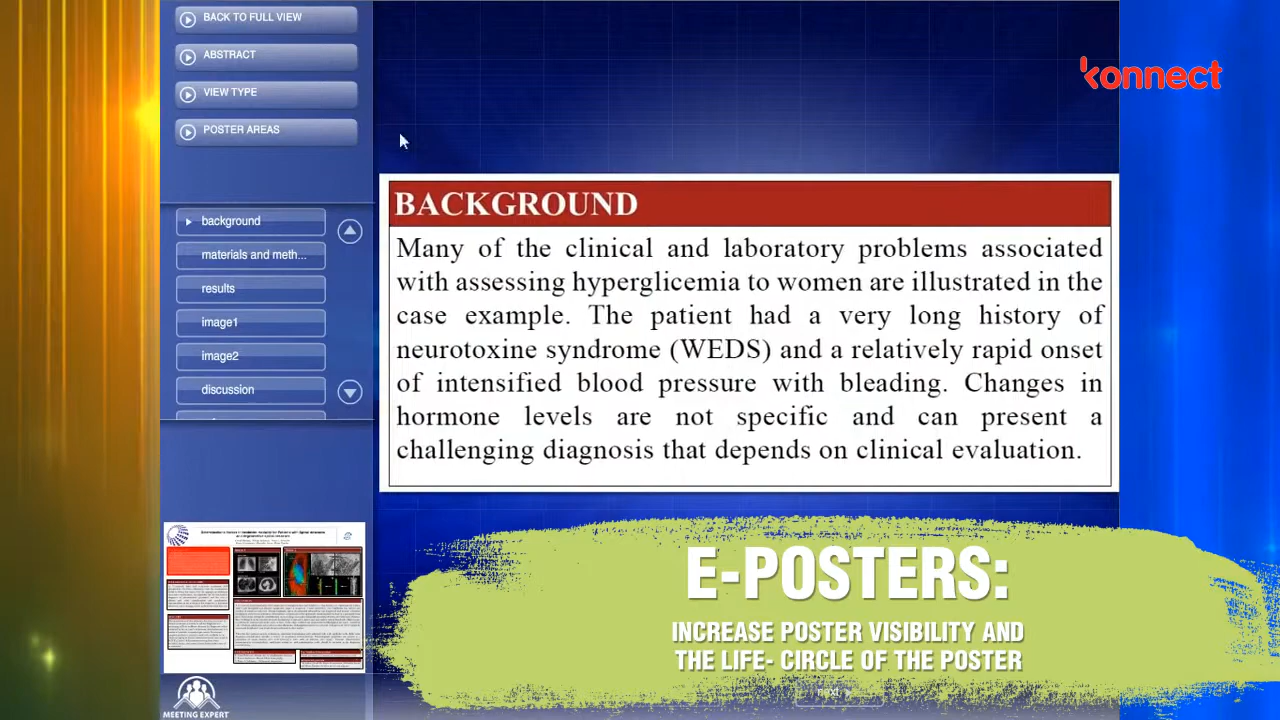 BACK TO FULL VIEW
ABSTRACT
VIEW TYPE
POSTER AREAS
konnect
background
materials and meth...
results
image1
image2
discussion
BACKGROUND
Many of the clinical and laboratory problems associated
with assessing hyperglicemia to women are illustrated in the
case example. The patient had a very long history of
neurotoxine syndrome (WEDS) and a relatively rapid onset
of intensified blood pressure with bleading. Changes in
hormone levels are not specific and can present a
challenging diagnosis that depends on clinical evaluation.
E-POSTERS:
INCREASE POSTER VISIBILITY AND
THE LIFE- CIRCLE OF THE POSTER
Next
MEETING EXPERT